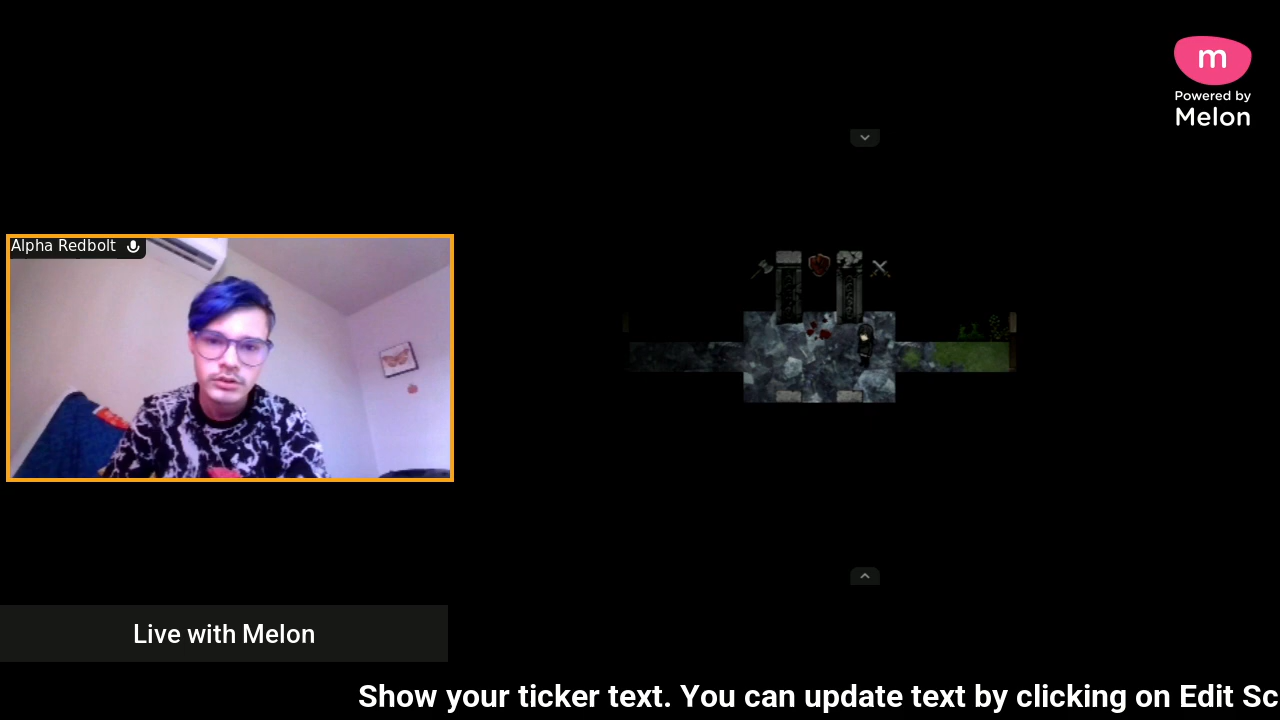 m
Powered by
Melon
Alpha Redbolt
Live with Melon
Show your ticker text. You can update text by clicking on Edit Sc